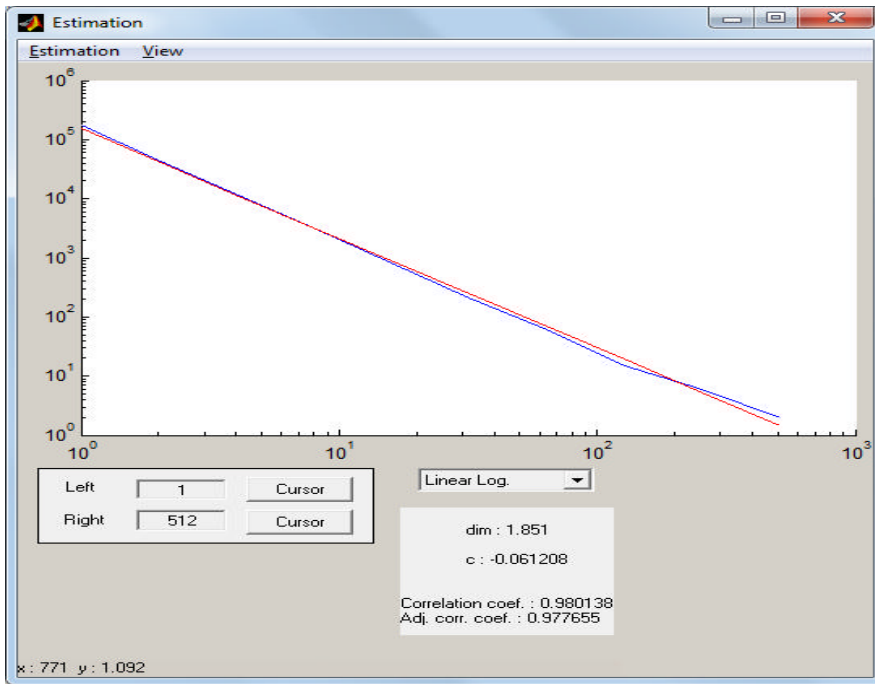 Estimation
Estimation View
10^6
10^5
10^4
10^3
10^2
10^1
10^0
10^0 10^1 10^2 10^3
Left 1 Cursor
Right 512 Cursor
Linear Log.
dim : 1.851
c : -0.061208
Correlation coef. : 0.980138
Adj. corr. coef. : 0.977655
x : 771 y : 1.092